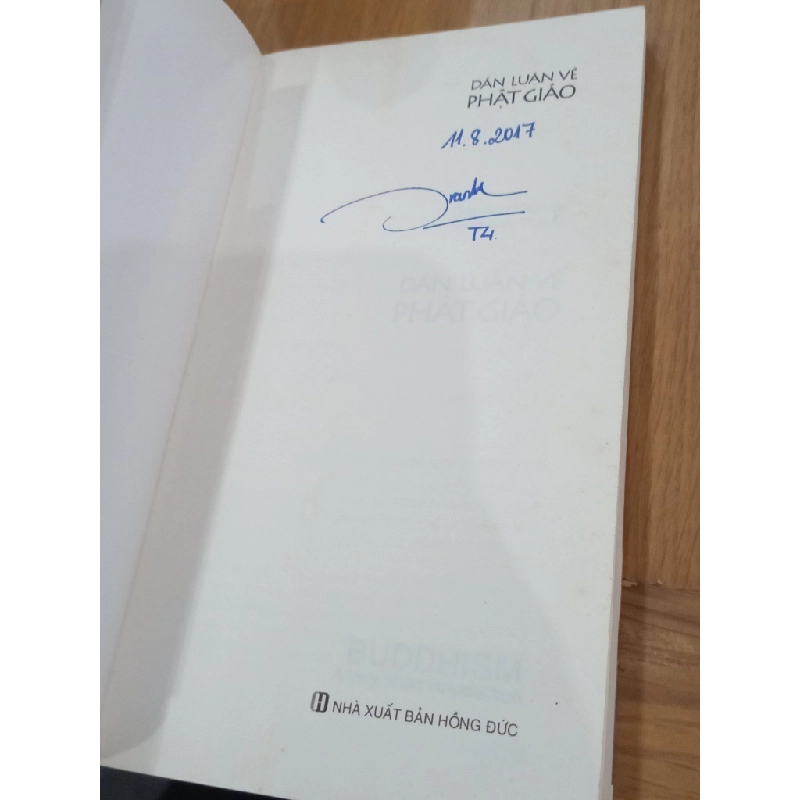 DẪN LUẬN VỀ
PHẬT GIÁO
11.8.2017
T4
DẪN LUẬN VỀ
PHẬT GIÁO
BUDDHISM
NHÀ XUẤT BẢN HỒNG ĐỨC